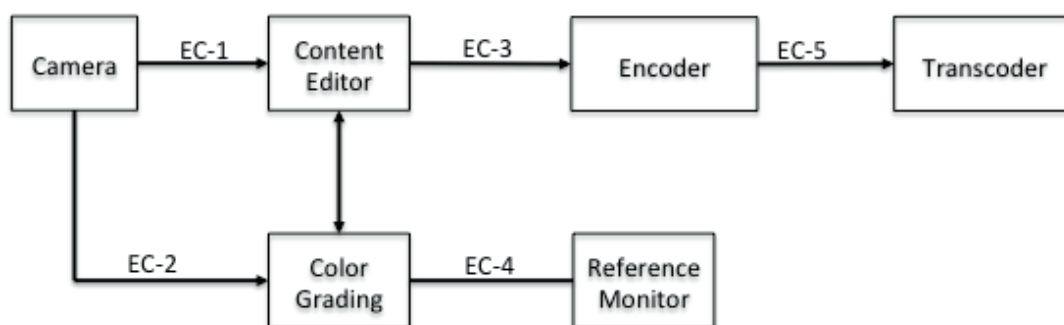 Camera
EC-1
Content
Editor
EC-3
Encoder
EC-5
Transcoder
EC-2
Color
Grading
EC-4
Reference
Monitor